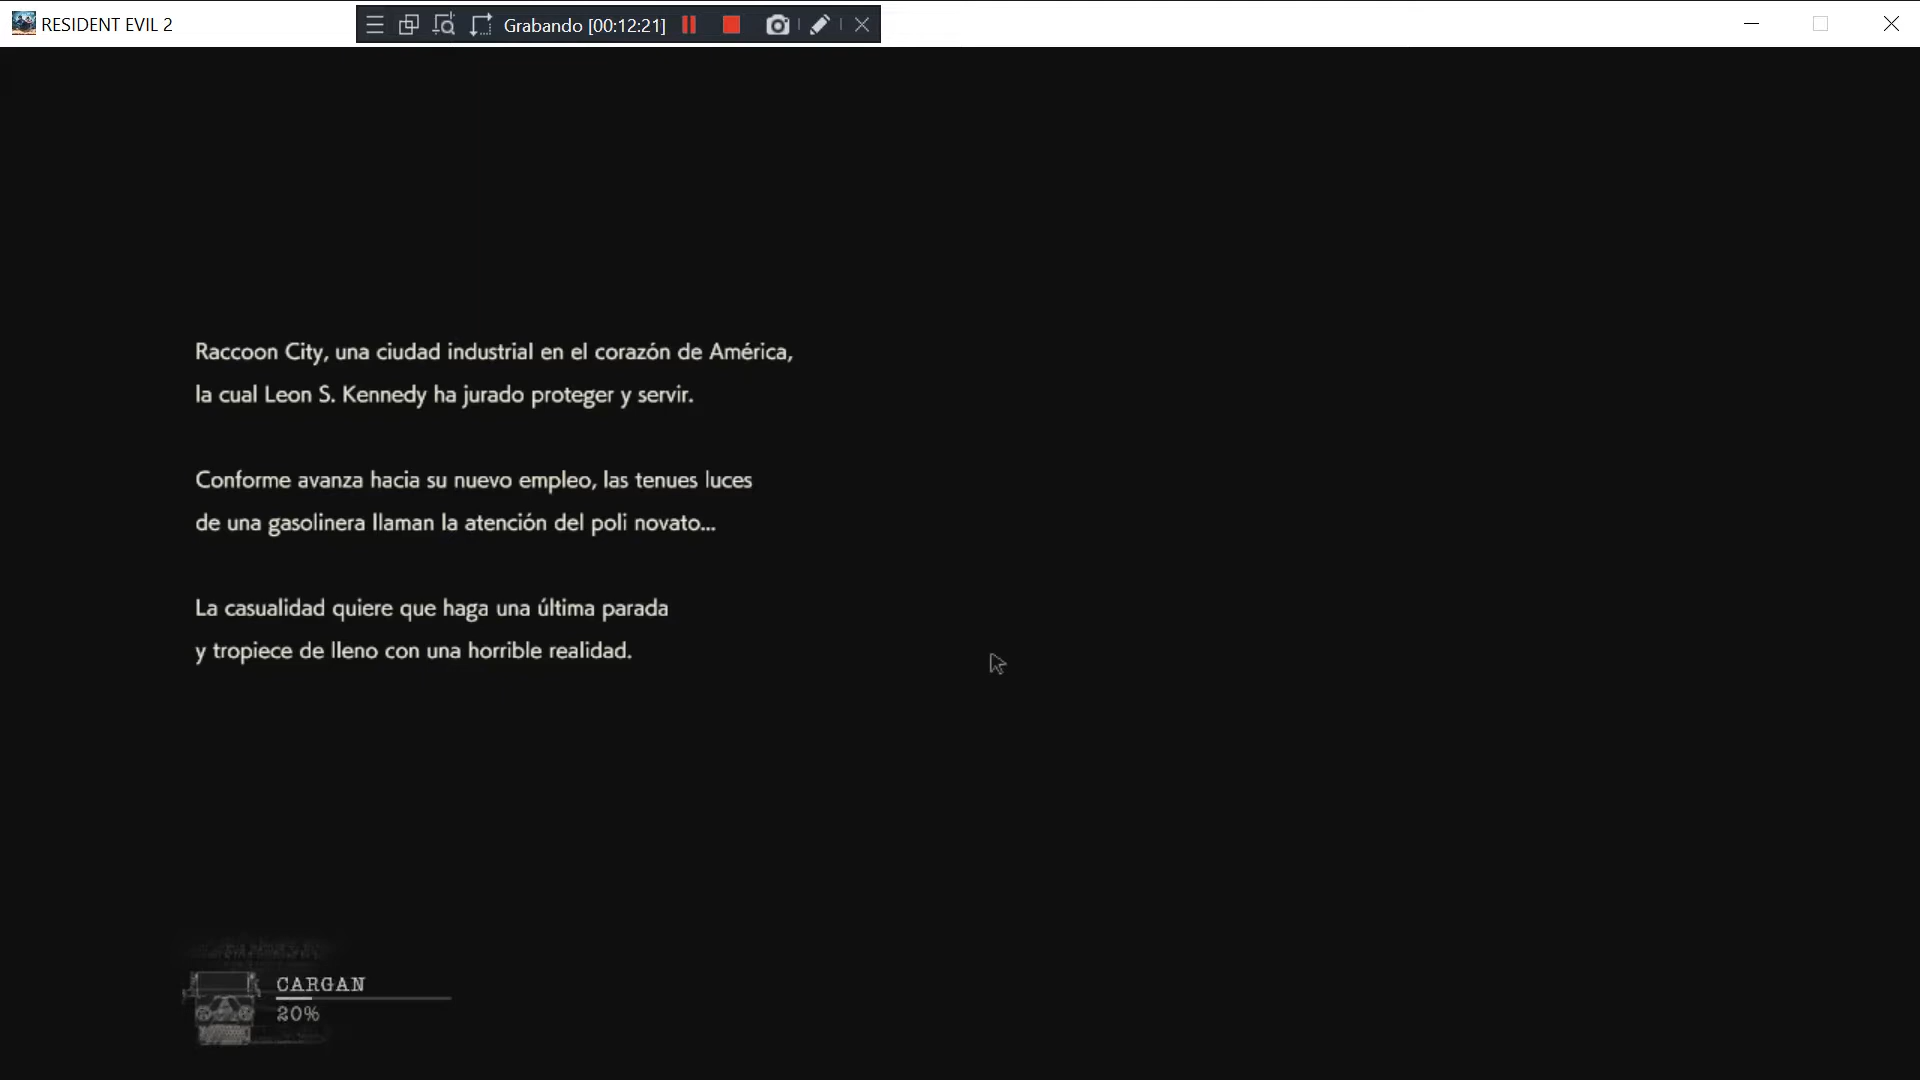 RESIDENT EVIL 2
Grabando [00:12:21]
Raccoon City, una ciudad industrial en el corazón de América,
la cual Leon S. Kennedy ha jurado proteger y servir.
Conforme avanza hacia su nuevo empleo, las tenues luces
de una gasolinera llaman la atención del poli novato...
La casualidad quiere que haga una última parada
y tropiece de lleno con una horrible realidad.
CARGAN
20%